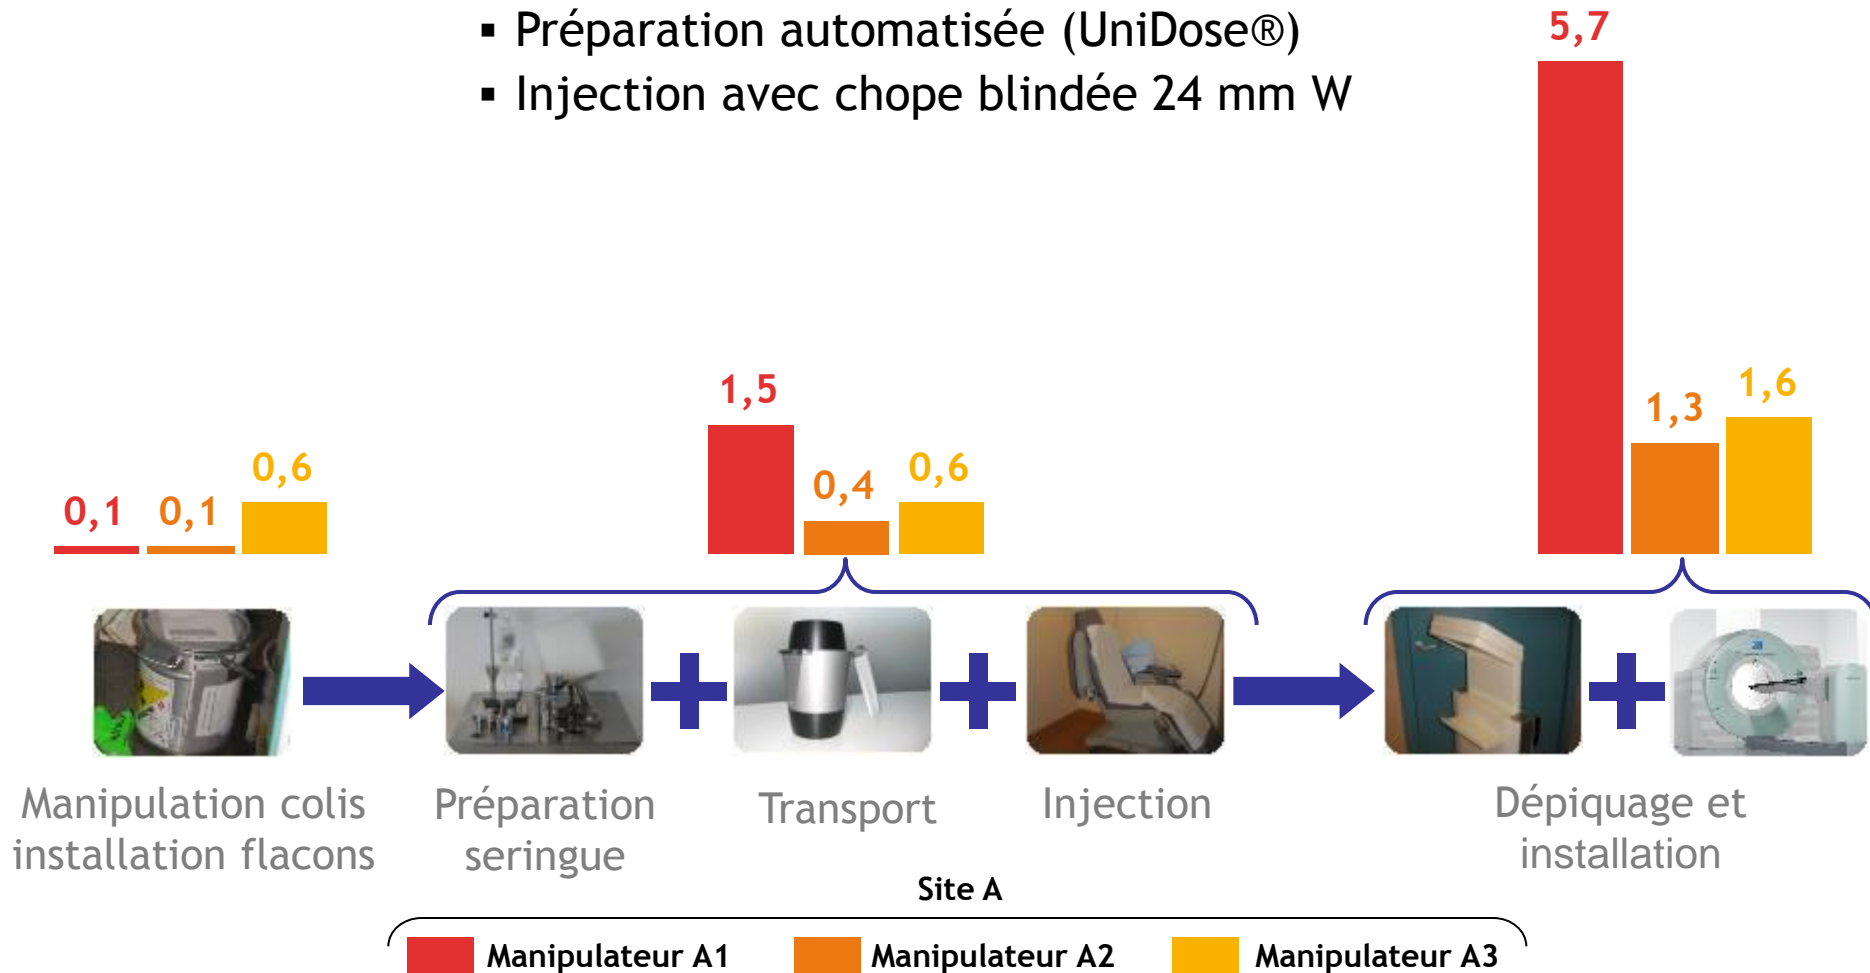 ▪ Préparation automatisée (UniDose®)
▪ Injection avec chope blindée 24 mm W
5,7
1,5
0,4
0,6
1,3
1,6
0,1
0,1
0,6
Manipulation colis
installation flacons
Préparation
seringue
Transport
Injection
Dépiquage et
installation
Site A
Manipulateur A1
Manipulateur A2
Manipulateur A3